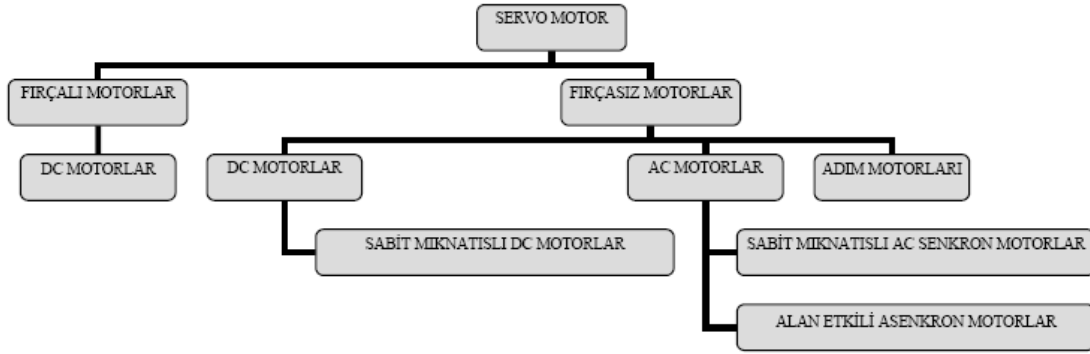 SERVO MOTOR
FIRÇALI MOTORLAR
FIRÇASIZ MOTORLAR
DC MOTORLAR
DC MOTORLAR
AC MOTORLAR
ADIM MOTORLARI
SABİT MIKNATISLI DC MOTORLAR
SABİT MIKNATISLI AC SENKRON MOTORLAR
ALAN ETKİLİ ASENKRON MOTORLAR